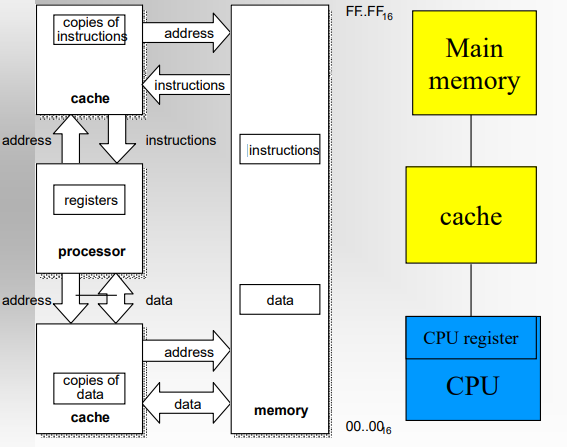 copies of
instructions
cache
address
instructions
address
instructions
registers
processor
address
data
copies of
data
cache
address
data
instructions
data
memory
FF..FF16
00..0016
Main
memory
cache
CPU register
CPU